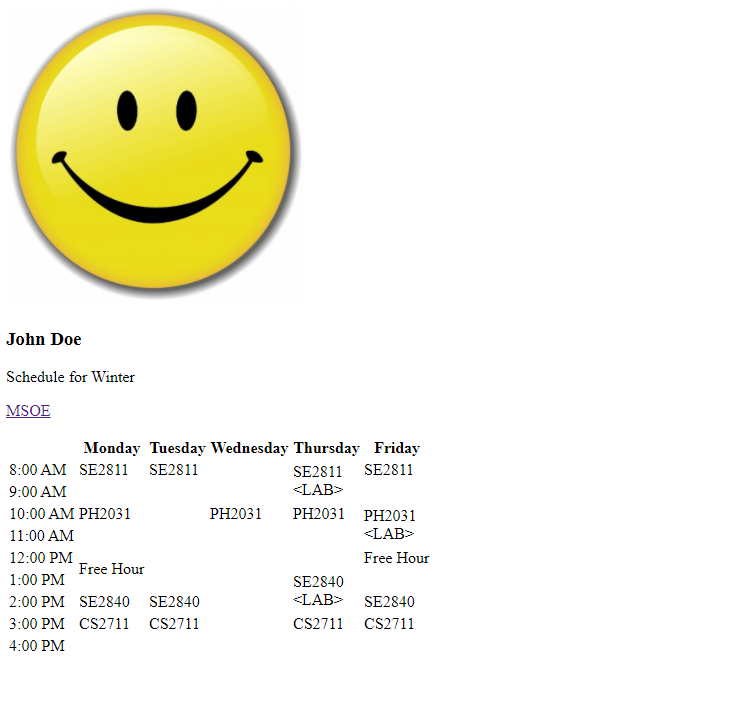 John Doe
Schedule for Winter
MSOE
Monday Tuesday Wednesday Thursday Friday
8:00 AM SE2811 SE2811 SE2811 <LAB> SE2811
9:00 AM
10:00 AM PH2031 PH2031 PH2031 PH2031 <LAB>
11:00 AM
12:00 PM Free Hour Free Hour
1:00 PM SE2840 <LAB>
2:00 PM SE2840 SE2840 SE2840
3:00 PM CS2711 CS2711 CS2711 CS2711
4:00 PM